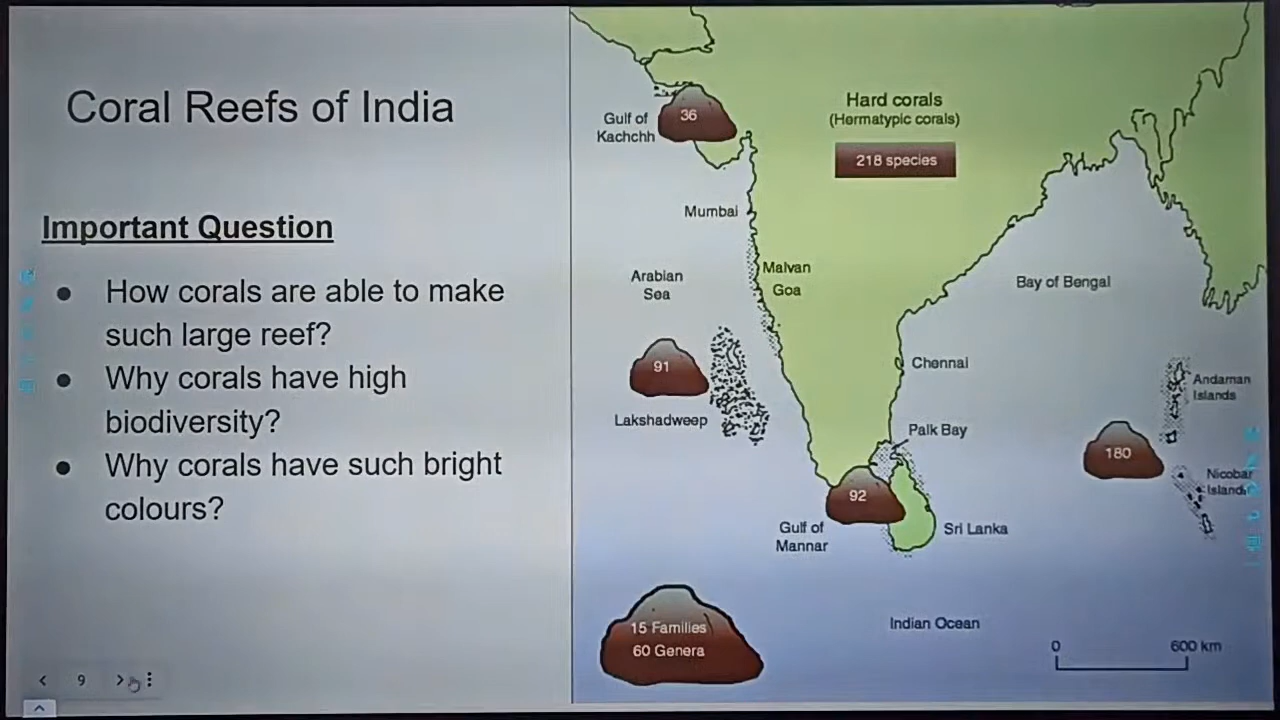 Coral Reefs of India
Important Question
● How corals are able to make
such large reef?
● Why corals have high
biodiversity?
● Why corals have such bright
colours?
9
Hard corals
(Hermatypic corals)
218 species
36
Gulf of
Kachchh
Mumbai
Malvan
Goa
Arabian
Sea
Bay of Bengal
91
Lakshadweep
Chennai
Palk Bay
Andaman
Islands
180
Nicobar
Islands
92
Gulf of
Mannar
Sri Lanka
15 Families
60 Genera
Indian Ocean
0 600 km